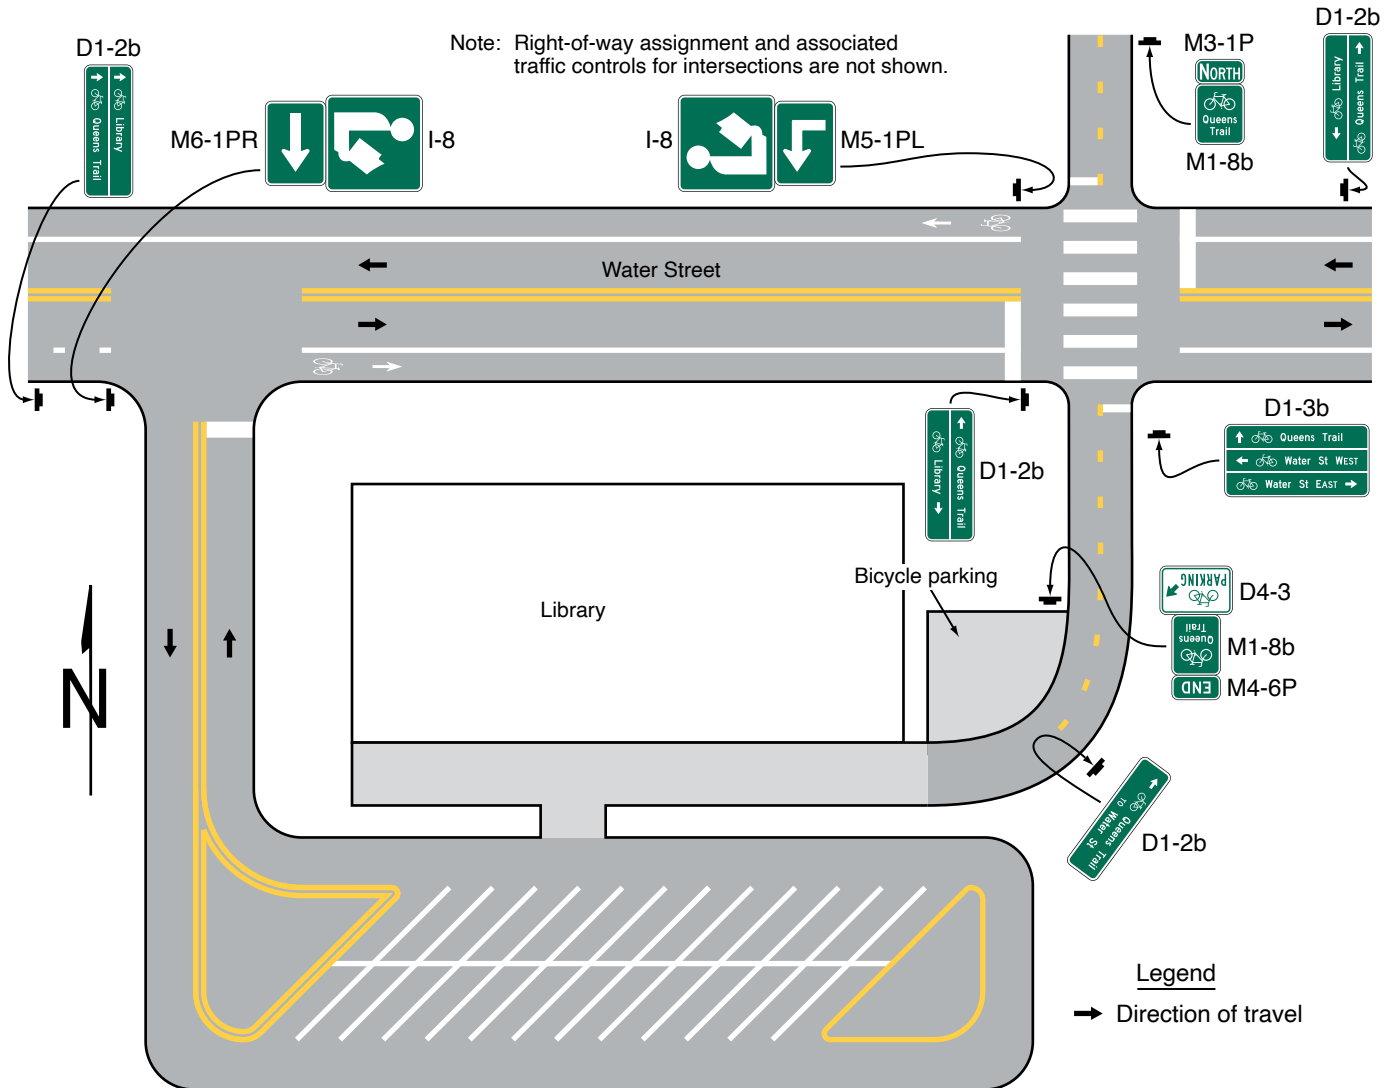 D1-2b
Queens Trail
Library
Note: Right-of-way assignment and associated
traffic controls for intersections are not shown.
M6-1PR
I-8
I-8
M5-1PL
M3-1P
NORTH
Queens
Trail
M1-8b
D1-2b
Library
Queens Trail
Water Street
D1-2b
Library
Queens Trail
D1-3b
Queens Trail
Water St WEST
Water St EAST
Bicycle parking
Library
PARKING
D4-3
Queens
Trail
M1-8b
END
M4-6P
N
Queens Trail
TO Water St
D1-2b
Legend
Direction of travel